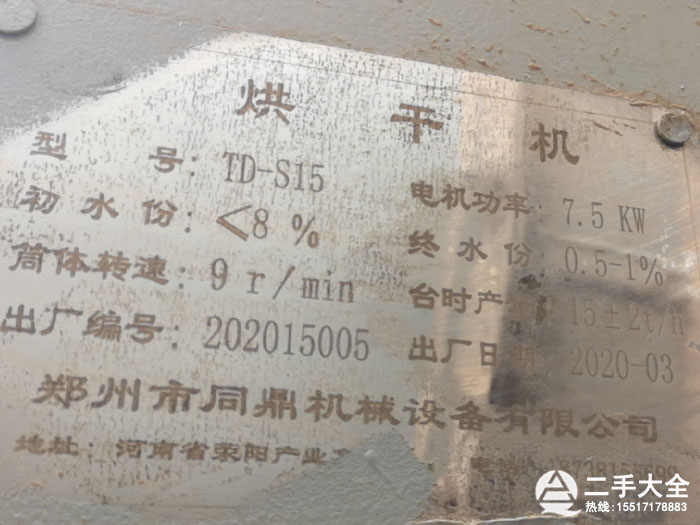 烘干机
型号: TD-S15 电机功率: 7.5 KW
初水份: ≤8 % 终水份: 0.5-1%
筒体转速: 9 r/min 台时产 15±2t/h
出厂编号: 202015005 出厂日期: 2020-03
郑州市同鼎机械设备有限公司
地址: 河南省荥阳产业
二手大全
热线: 15517178883